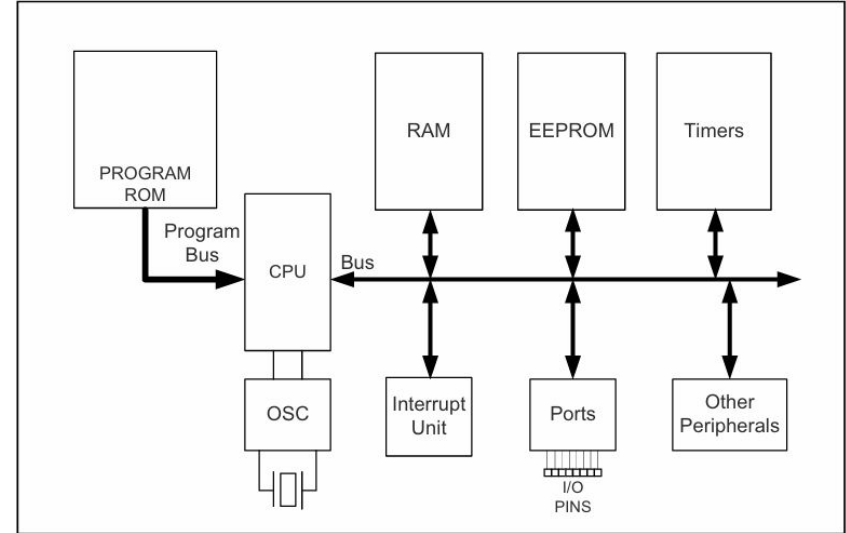 PROGRAM
ROM
RAM
EEPROM
Timers
Program
Bus
CPU
Bus
OSC
Interrupt
Unit
Ports
Other
Peripherals
I/O
PINS